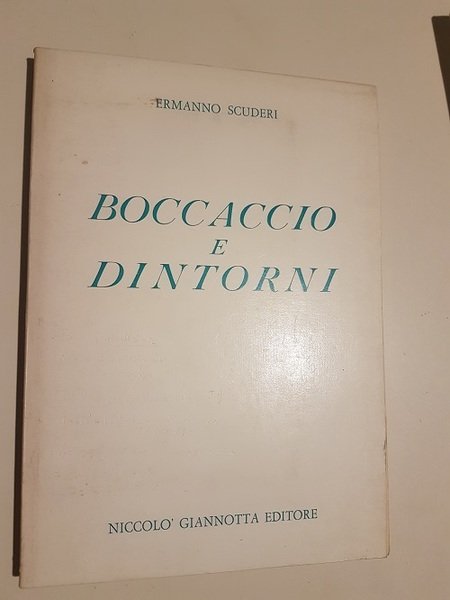 ERMANNO SCUDERI
BOCCACCIO
E
DINTORNI
NICCOLO' GIANNOTTA EDITORE